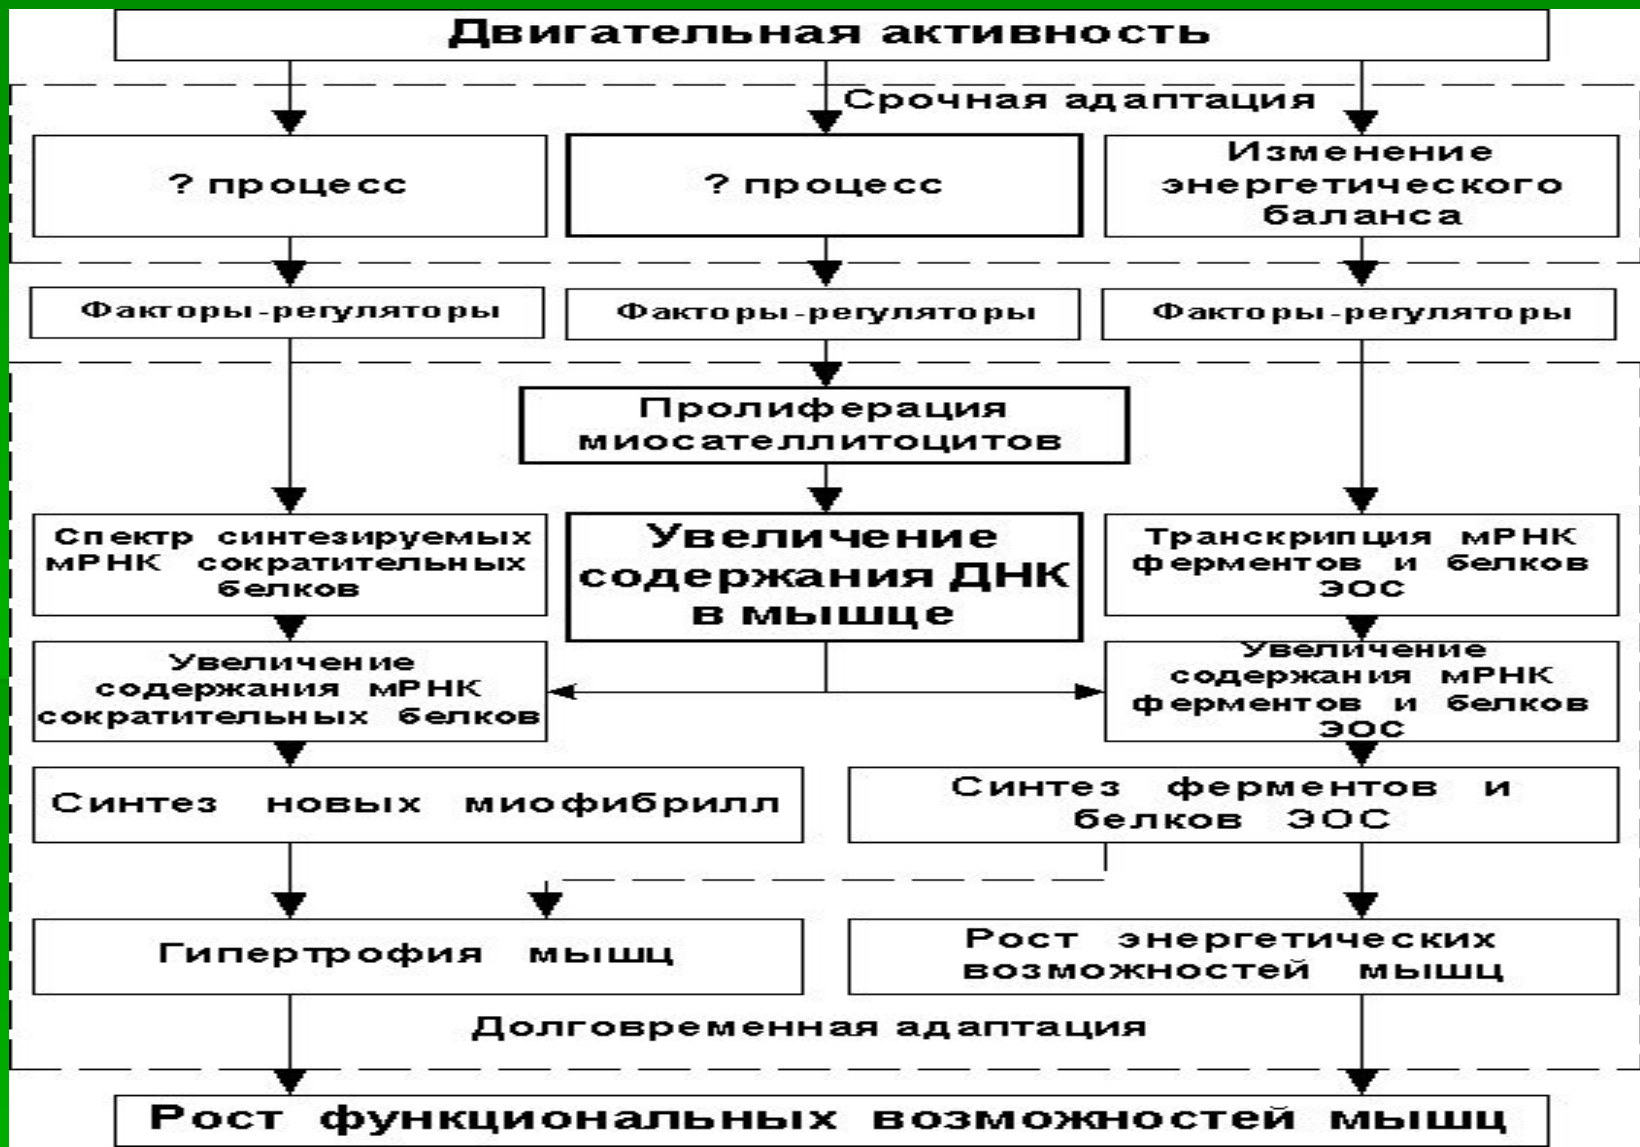 Двигательная активность
Срочная адаптация
? процесс
? процесс
Изменение
энергетического
баланса
Факторы-регуляторы
Факторы-регуляторы
Факторы-регуляторы
Пролиферация
миосателлитоцитов
Спектр синтезируемых
мРНК сократительных
белков
Увеличение
содержания ДНК
в мышце
Транскрипция мРНК
ферментов и белков
ЭОС
Увеличение
содержания мРНК
сократительных белков
Увеличение
содержания мРНК
ферментов и белков
ЭОС
Синтез новых миофибрилл
Синтез ферментов и
белков ЭОС
Гипертрофия мышц
Рост энергетических
возможностей мышц
Долговременная адаптация
Рост функциональных возможностей мышц